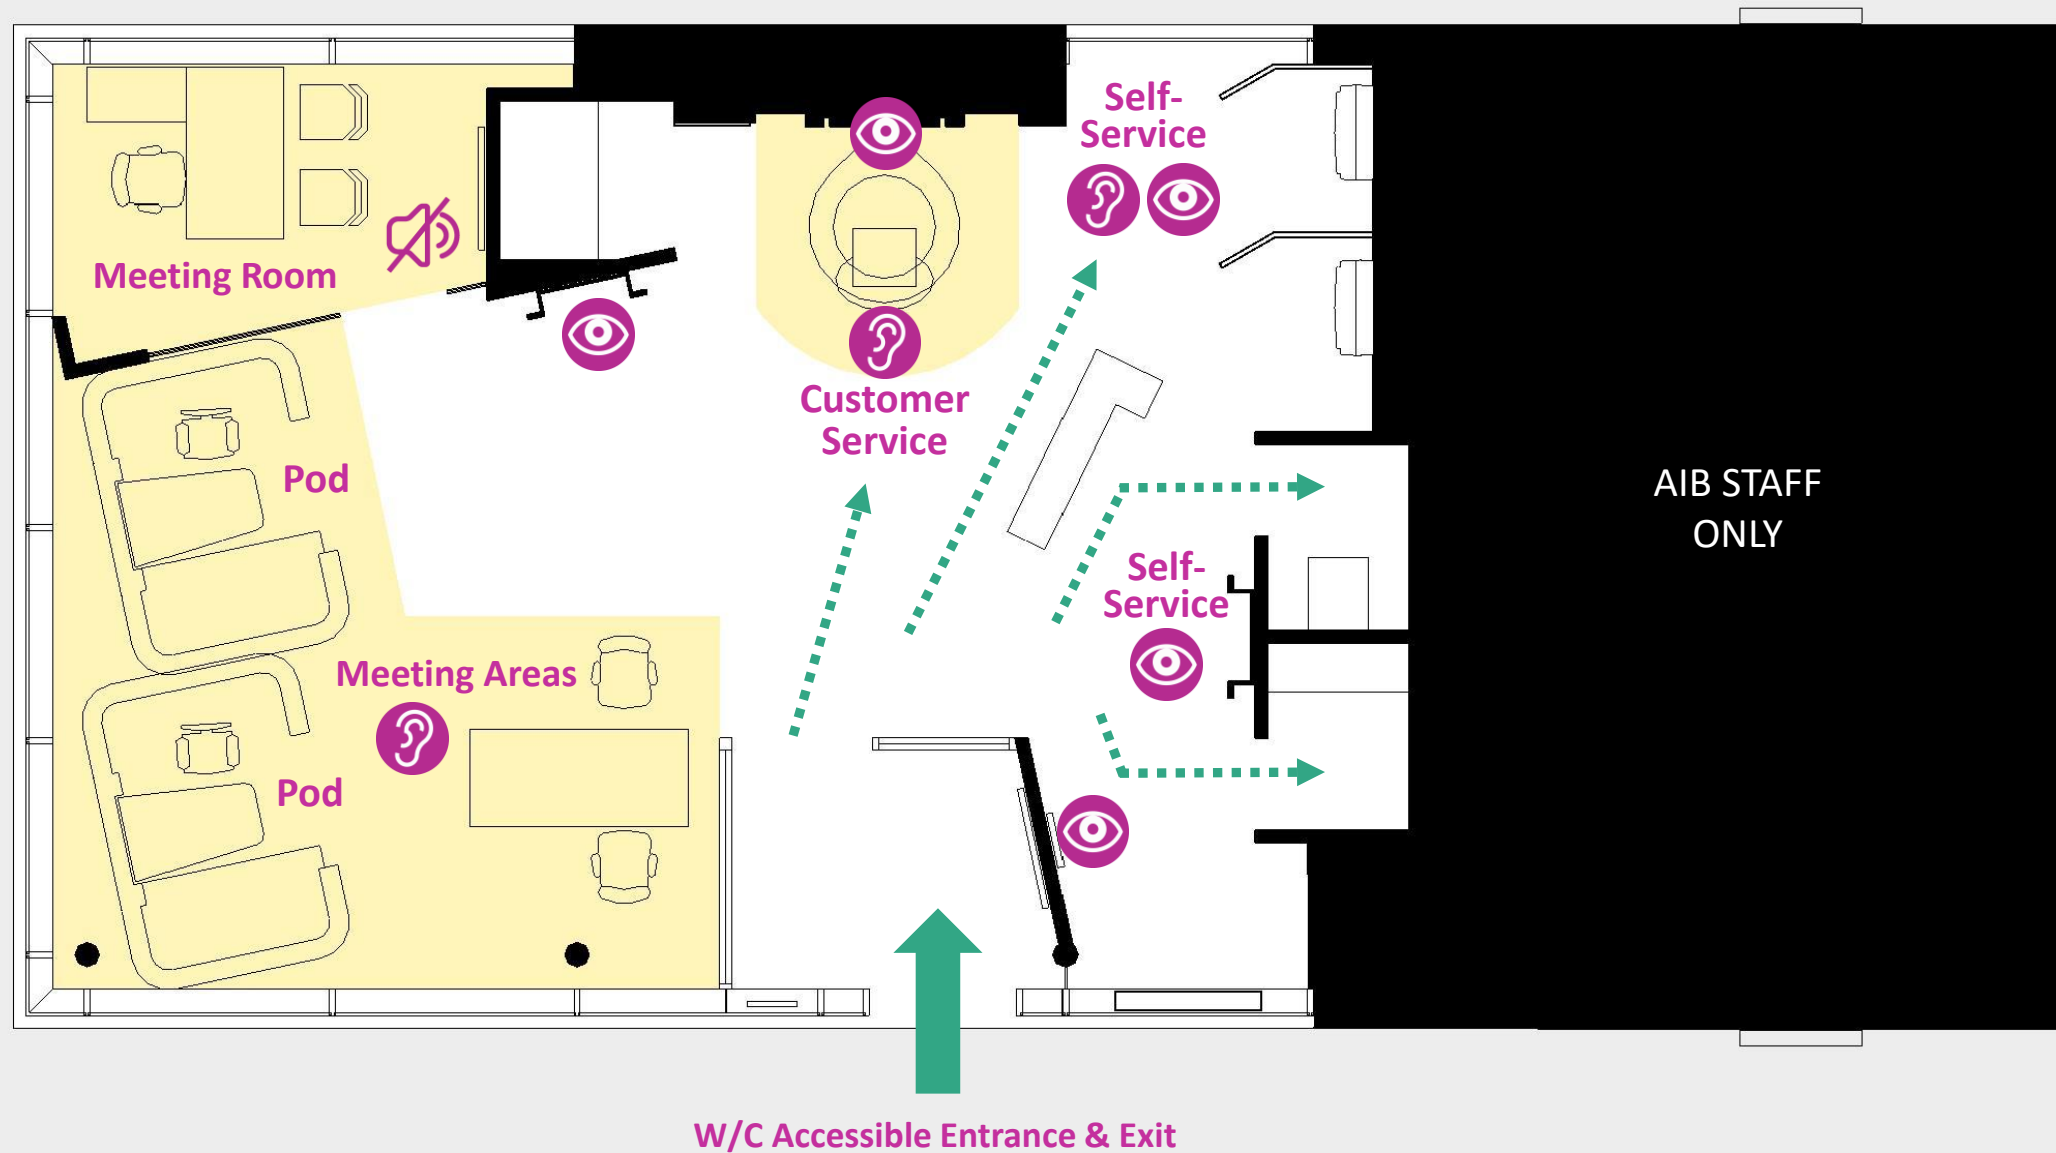 Self-
Service
Meeting Room
Customer
Service
Pod
AIB STAFF
ONLY
Self-
Service
Meeting Areas
Pod
W/C Accessible Entrance & Exit